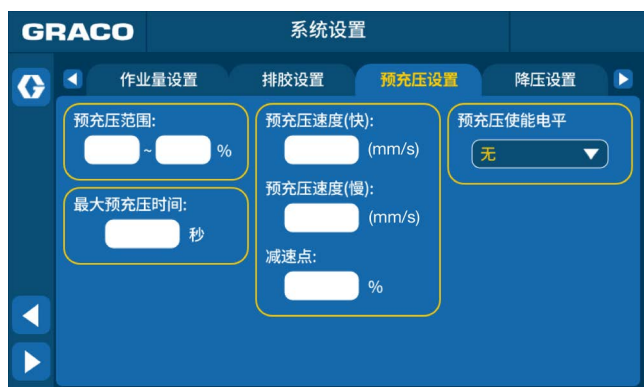 GRACO
系统设置
作业量设置
排胶设置
预充压设置
降压设置
预充压范围:
~ %
最大预充压时间:
秒
预充压速度(快):
(mm/s)
预充压速度(慢):
(mm/s)
减速点:
%
预充压使能电平
无